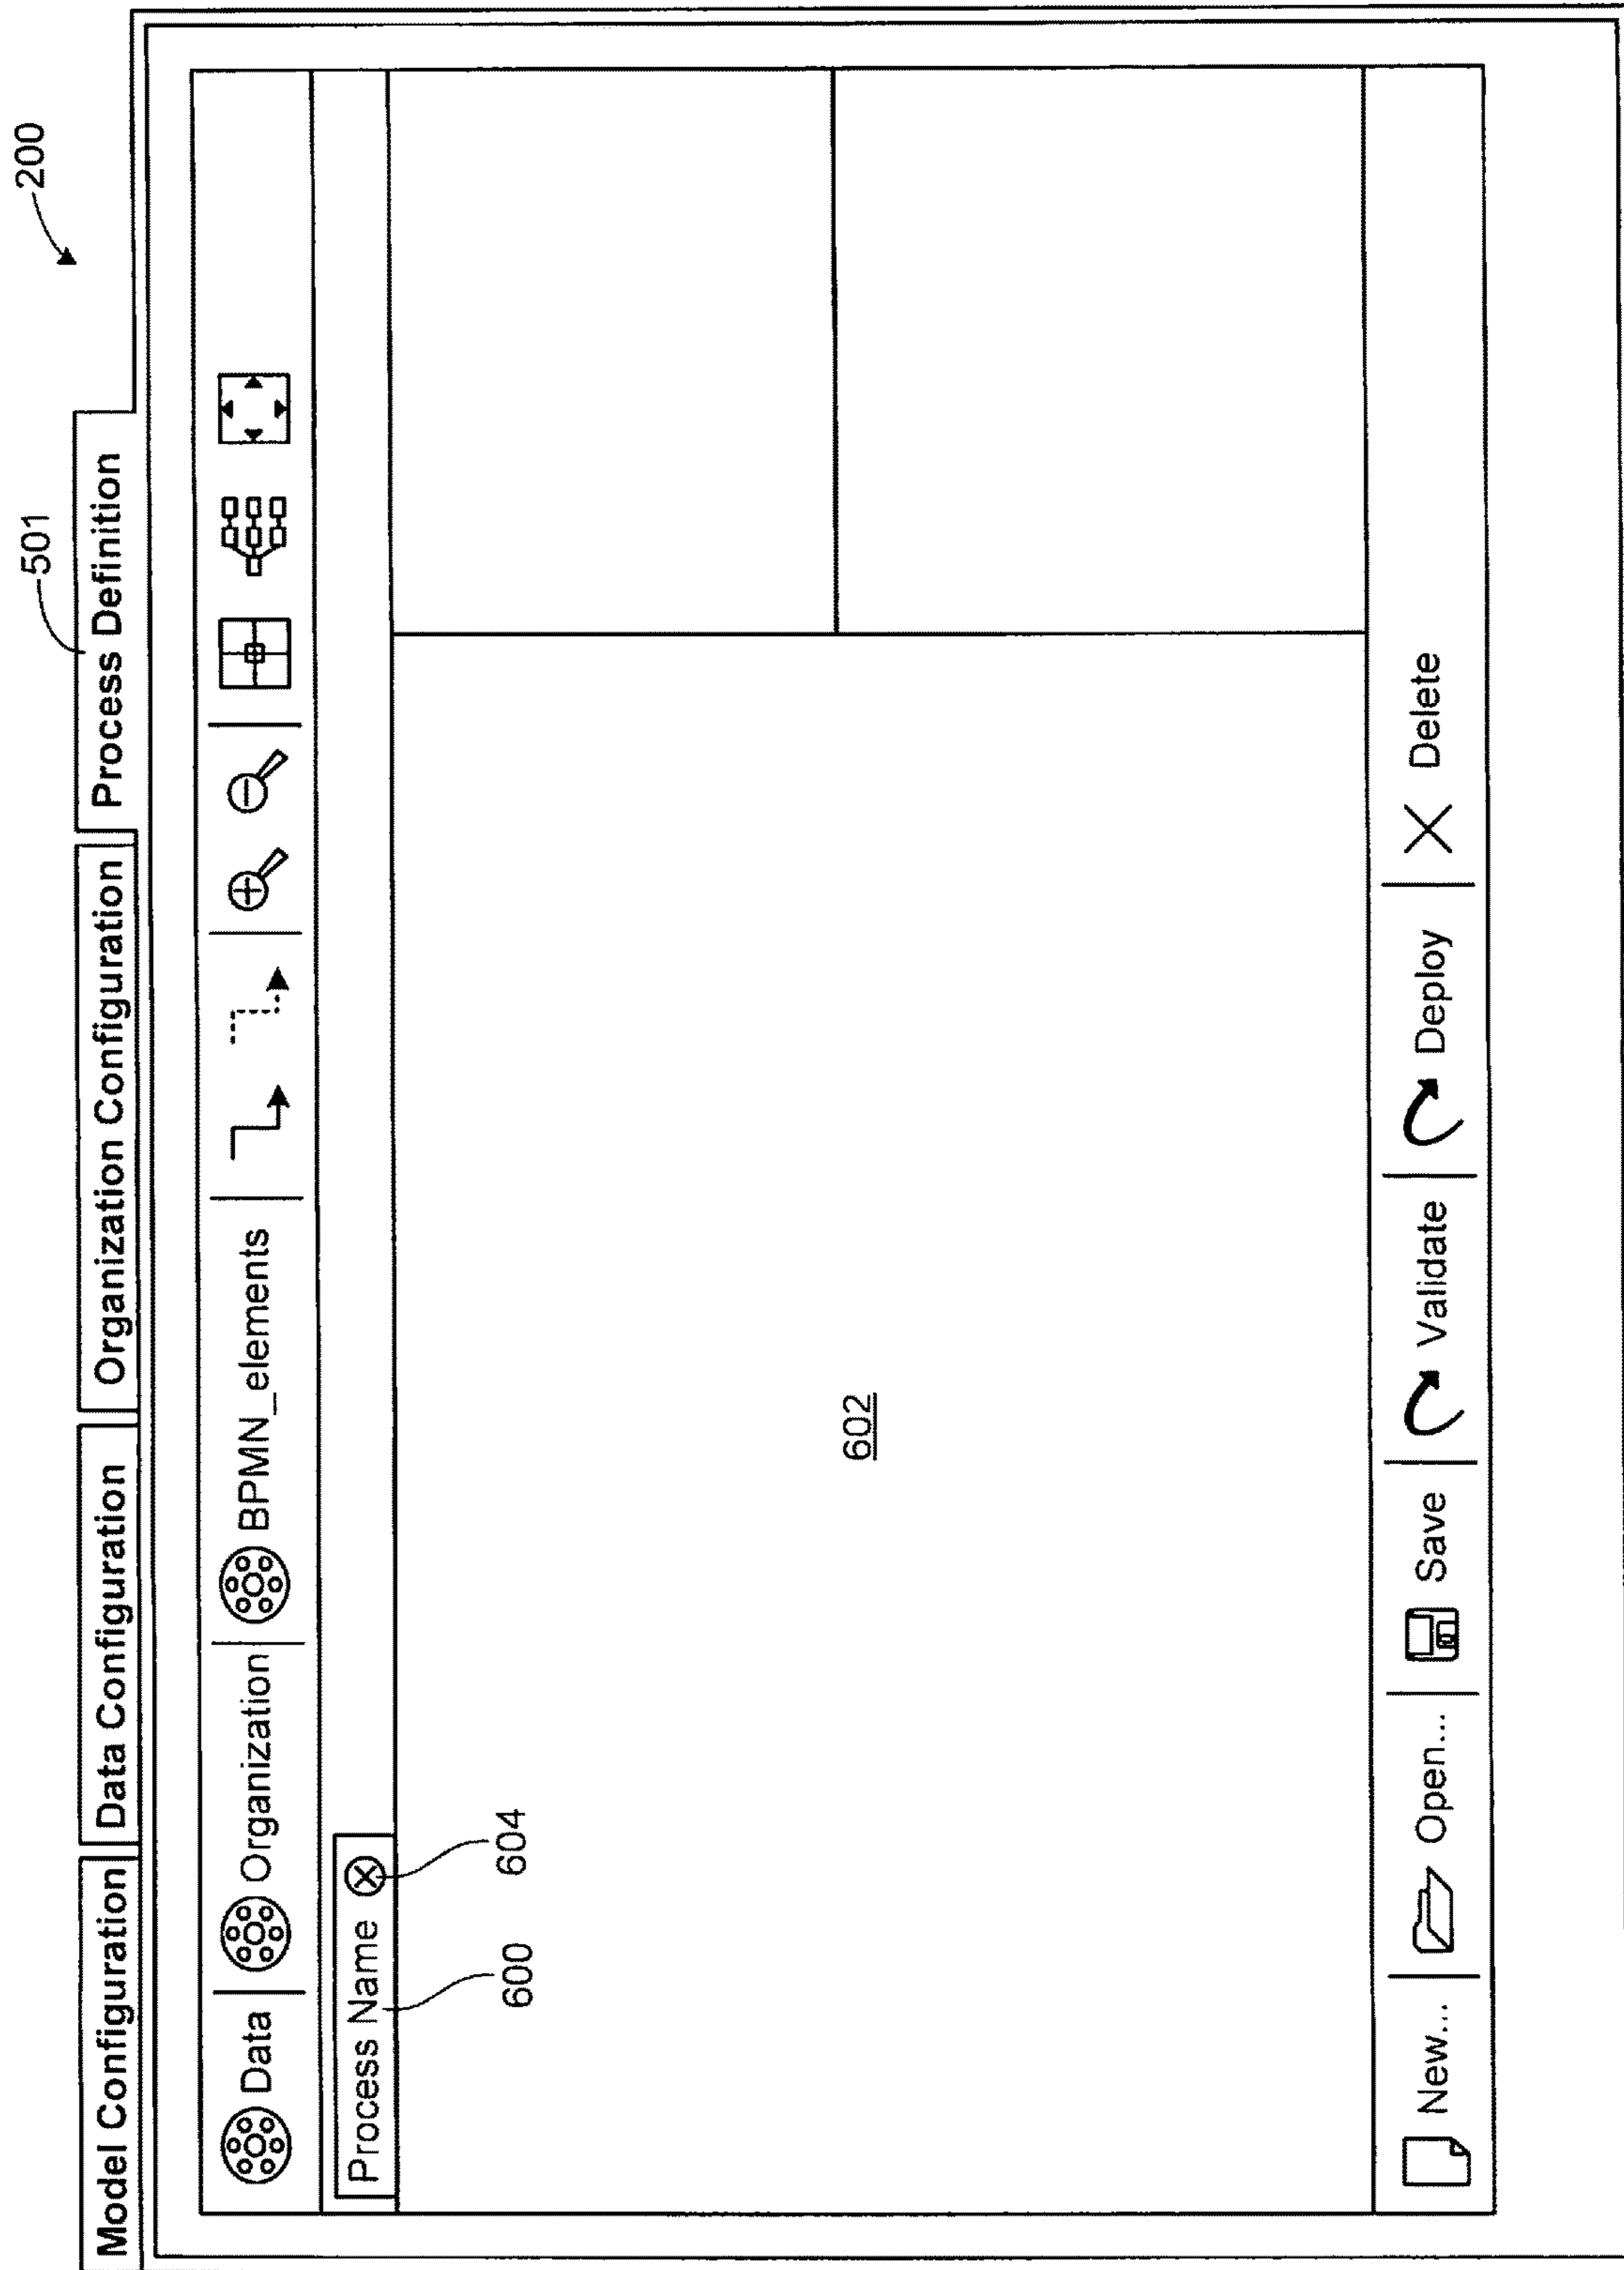 200
501
Model Configuration Data Configuration Organization Configuration Process Definition
Data Organization BPMN_elements
Process Name
604
600
602
New... Open... Save Validate Deploy Delete